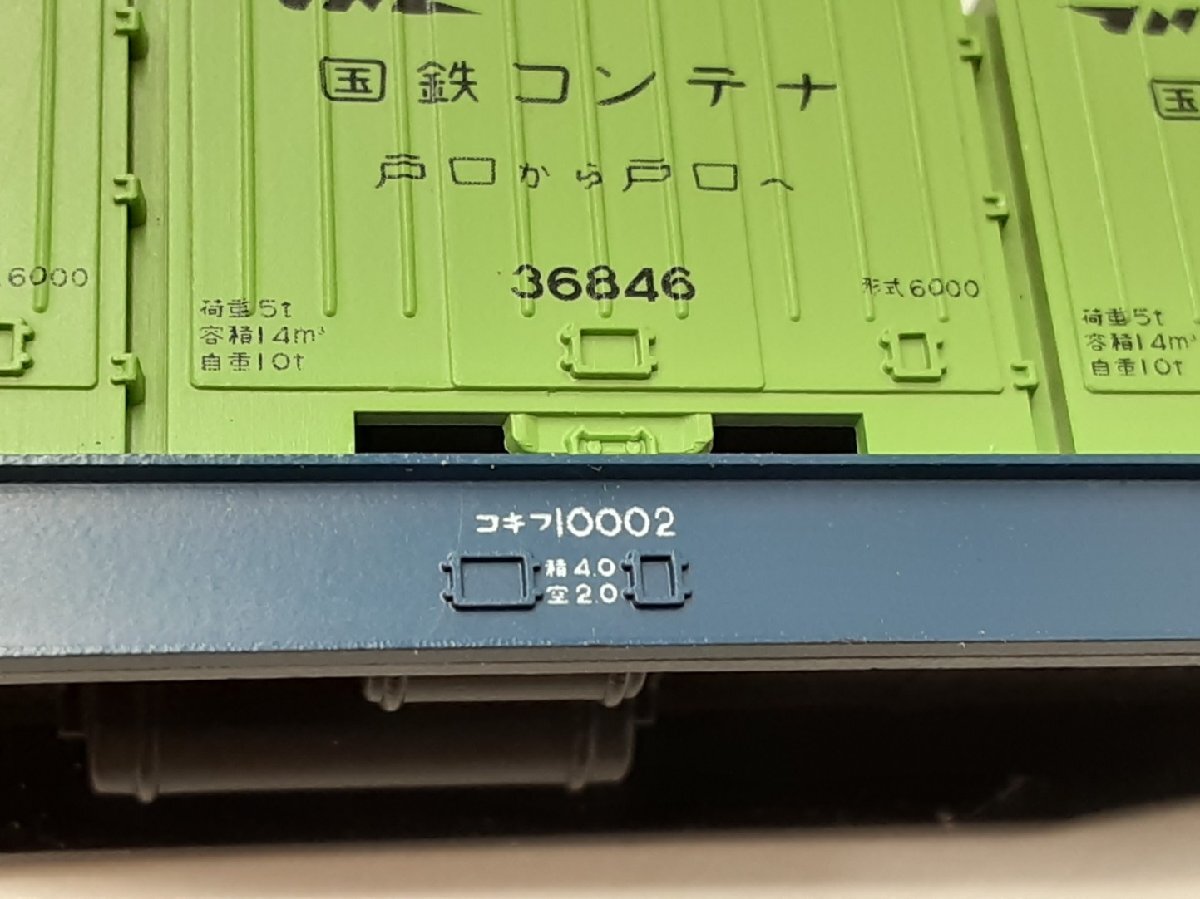 国鉄コンテナ
戸口から戸口へ
36846
6000
形式6000
荷重5t
容積14m³
自重10t
荷重5t
容積14m³
自重10t
コキフ10002
積4.0
空2.0